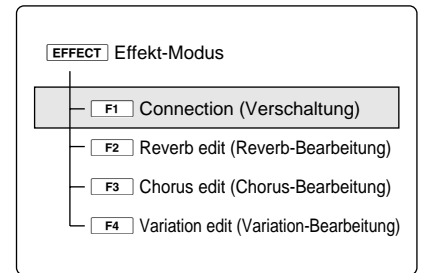 EFFECT Effekt-Modus
F1 Connection (Verschaltung)
F2 Reverb edit (Reverb-Bearbeitung)
F3 Chorus edit (Chorus-Bearbeitung)
F4 Variation edit (Variation-Bearbeitung)